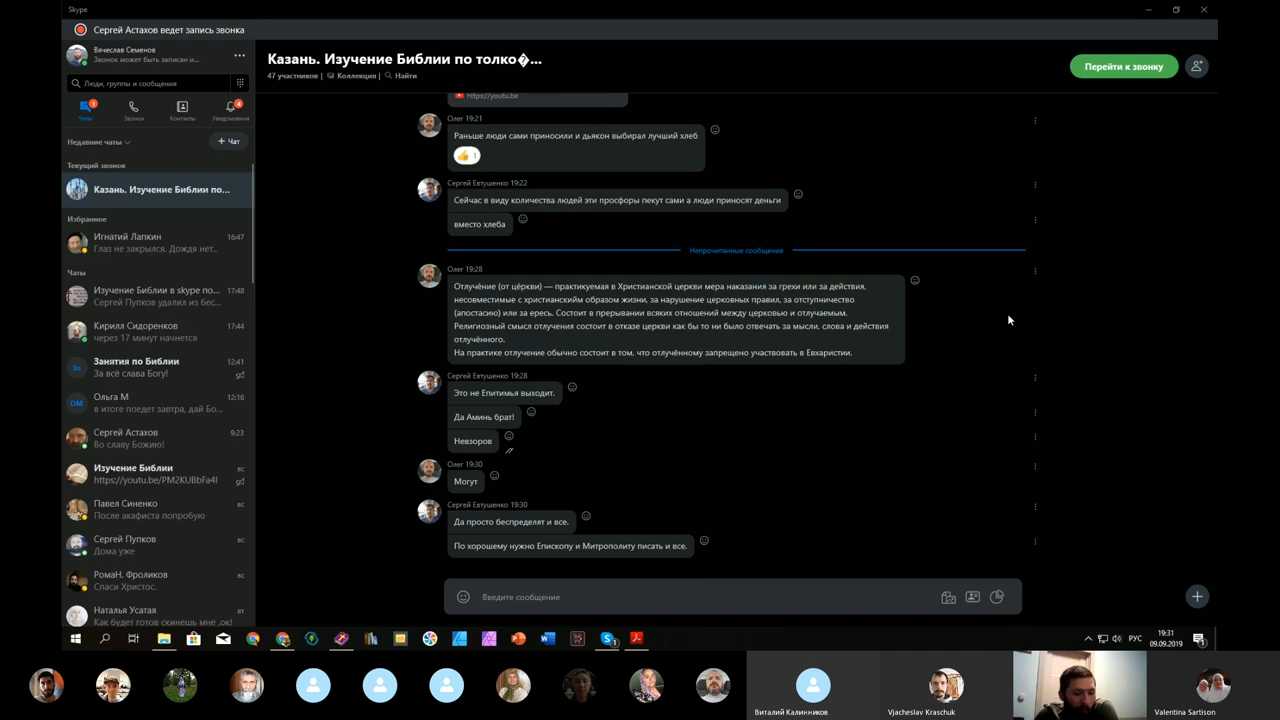 Skype
Сергей Астахов ведет запись звонка
Вячеслав Семенов
Звонок может быть записан и...
Люди, группы и сообщения
Чаты
1
Звонки
Контакты
Уведомления
4
Недавние чаты
+ Чат
Текущий звонок
Казань. Изучение Библии по...
Избранное
Игнатий Лапкин 16:47
Глаз не закрылся. Дождя нет..
Чаты
Изучение Библии в skype по... 17:48
Сергей Пупков удалил из бес...
Кирилл Сидоренков 17:44
через 17 минут начнется
Занятия по Библии 12:41
За всё слава Богу!
Ольга М 12:16
в итоге поедет завтра, дай Бо...
Сергей Астахов 9:23
Во славу Божию!
Изучение Библии вс
https://youtu.be/PM2KUBbFa4I
Павел Синенко вс
После акафиста попробую
Сергей Пупков вс
Дома уже
РомаН. Фроликов вс
Спаси Христос.
Наталья Усатая вт
Как будет готов скинешь мне ,ок!
Казань. Изучение Библии по толко�...
47 участников | Коллекция | Найти
Перейти к звонку
https://youtu.be
Олег 19:21
Раньше люди сами приносили и дьякон выбирал лучший хлеб
1
Сергей Евтушенко 19:22
Сейчас в виду количества людей эти просфоры пекут сама а люди приносят деньги
вместо хлеба
Непрочитанные сообщения
Олег 19:28
Отлуче́ние (от це́ркви) — практикуемая в Христианской церкви мера наказания за грехи или за действия,
несовместимые с христианскийм образом жизни, за нарушение церковных правил, за отступничество
(апостасию) или за ересь. Состоит в прерывании всяких отношений между церковью и отлучаемым.
Религиозный смысл отлучения состоит в отказе церкви как бы то ни было отвечать за мысли, слова и действия
отлучённого.
На практике отлучение обычно состоит в том, что отлучённому запрещено участвовать в Евхаристии.
Сергей Евтушенко 19:28
Это не Епитимья выходит.
Да Аминь брат!
Невзоров
Олег 19:30
Могут
Сергей Евтушенко 19:30
Да просто беспределят и все.
По хорошему нужно Епископу и Митрополиту писать и все.
Введите сообщение
РУС
19:31
09.09.2019
Виталий Калинников
Vjacheslav Kraschuk
Valentina Sartison